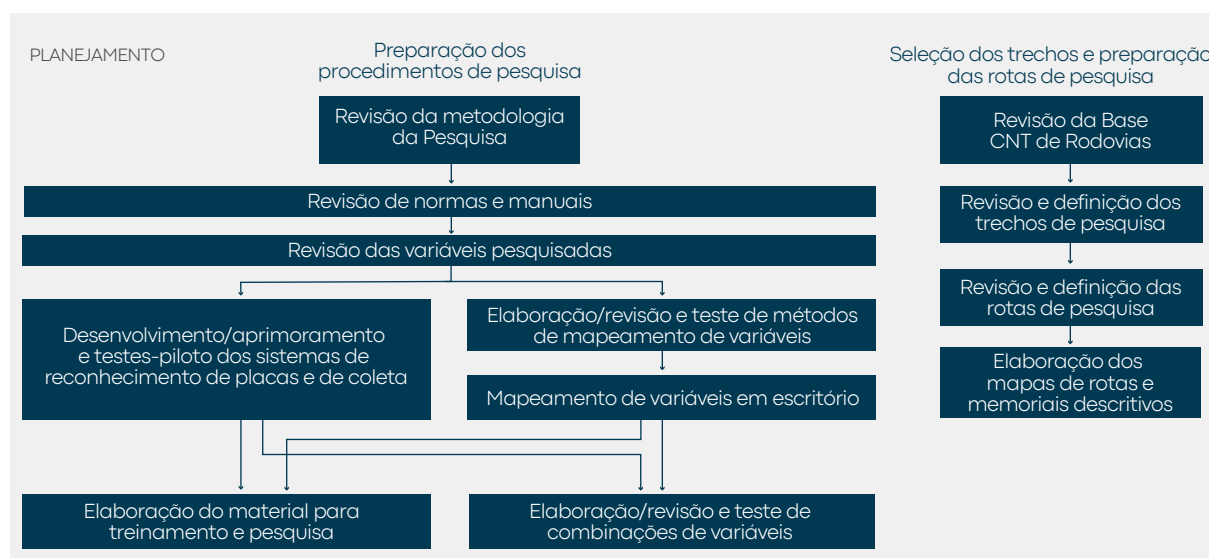 PLANEJAMENTO
Preparação dos
procedimentos de pesquisa
Revisão da metodologia
da Pesquisa
Revisão de normas e manuais
Revisão das variáveis pesquisadas
Desenvolvimento/aprimoramento
e testes-piloto dos sistemas de
reconhecimento de placas e de coleta
Elaboração/revisão e teste de métodos
de mapeamento de variáveis
Mapeamento de variáveis em escritório
Elaboração do material para
treinamento e pesquisa
Elaboração/revisão e teste de
combinações de variáveis
Seleção dos trechos e preparação
das rotas de pesquisa
Revisão da Base
CNT de Rodovias
Revisão e definição dos
trechos de pesquisa
Revisão e definição das
rotas de pesquisa
Elaboração dos
mapas de rotas e
memoriais descritivos